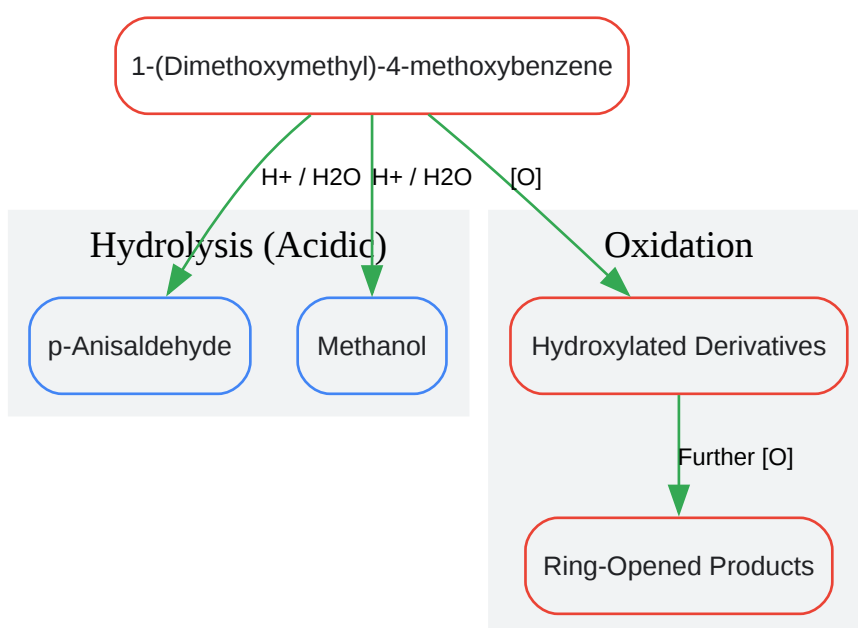 1-(Dimethoxymethyl)-4-methoxybenzene
H+ / H2O
H+ / H2O
[O]
Hydrolysis (Acidic)
Oxidation
p-Anisaldehyde
Methanol
Hydroxylated Derivatives
Further [O]
Ring-Opened Products